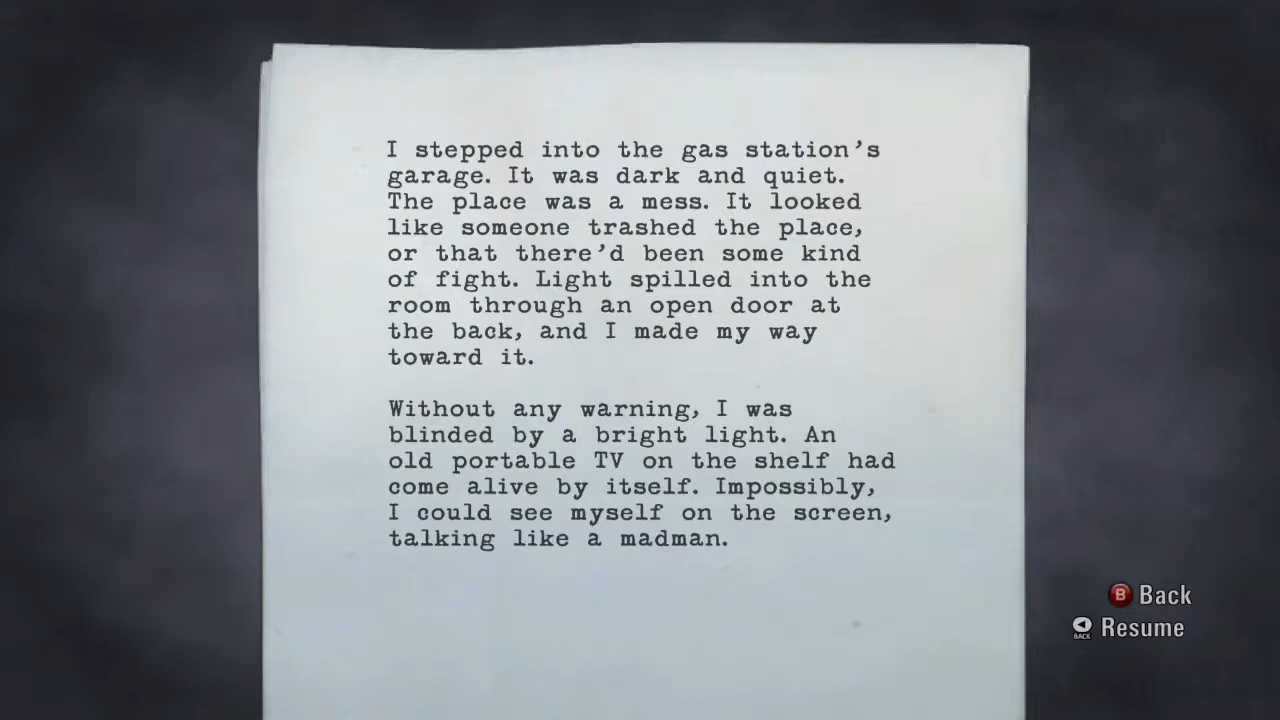 I stepped into the gas station's
garage. It was dark and quiet.
The place was a mess. It looked
like someone trashed the place,
or that there'd been some kind
of fight. Light spilled into the
room through an open door at
the back, and I made my way
toward it.
Without any warning, I was
blinded by a bright light. An
old portable TV on the shelf had
come alive by itself. Impossibly,
I could see myself on the screen,
talking like a madman.
B Back
BACK Resume